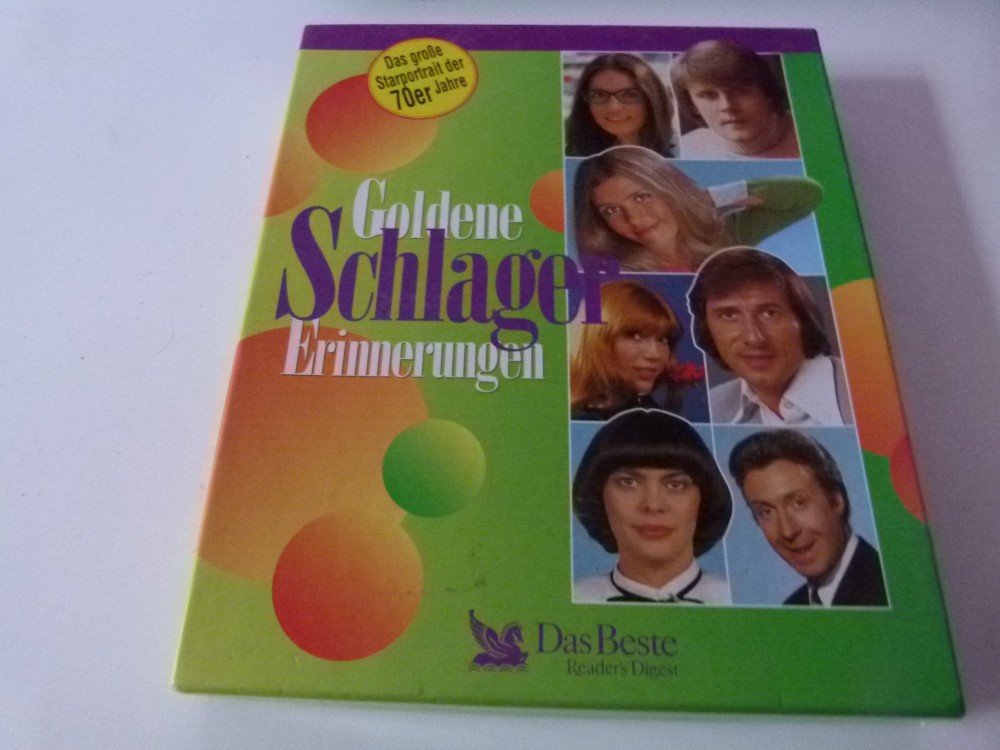 Das große
Starportrait der
70er Jahre
Goldene
Schlager
Erinnerungen
Das Beste
Reader's Digest